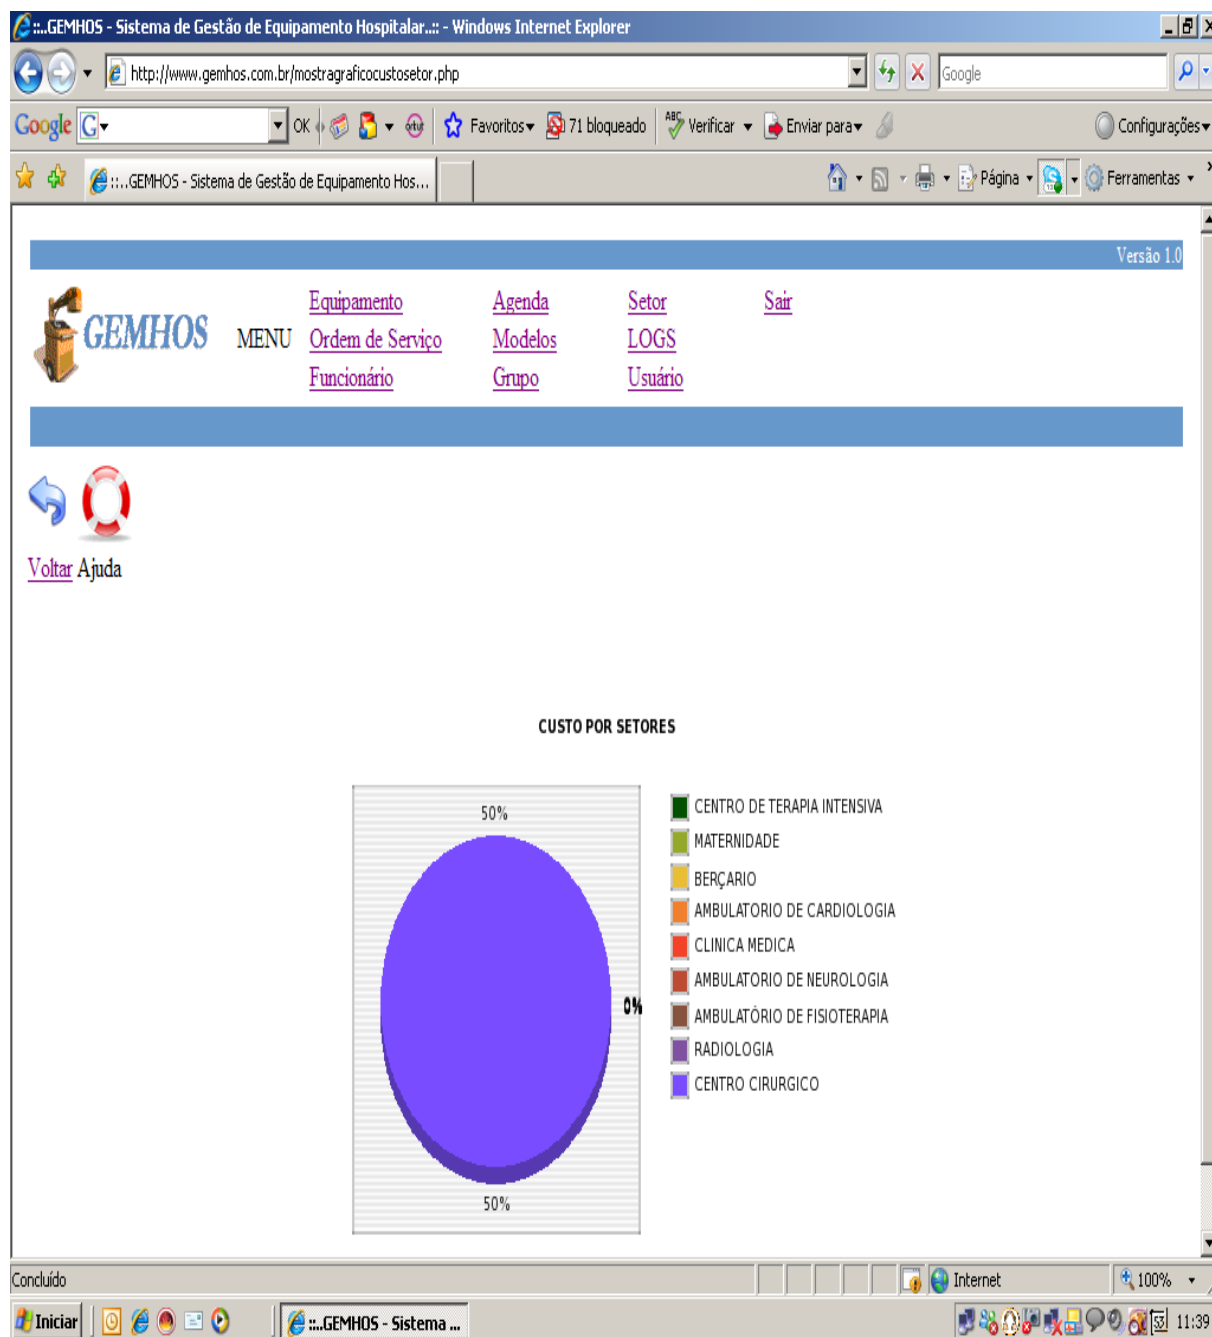 ::..GEMHOS - Sistema de Gestão de Equipamento Hospitalar..:: - Windows Internet Explorer
http://www.gemhos.com.br/mostragraficocustosetor.php
Google
Google G OK Favoritos 71 bloqueado ABC Verificar Enviar para Configurações
::..GEMHOS - Sistema de Gestão de Equipamento Hos... Página Ferramentas
Versão 1.0
GEMHOS MENU
Equipamento Agenda Setor Sair
Ordem de Serviço Modelos LOGS
Funcionário Grupo Usuário
Voltar Ajuda
CUSTO POR SETORES
50%
0%
50%
CENTRO DE TERAPIA INTENSIVA
MATERNIDADE
BERÇARIO
AMBULATORIO DE CARDIOLOGIA
CLINICA MEDICA
AMBULATORIO DE NEUROLOGIA
AMBULATÓRIO DE FISIOTERAPIA
RADIOLOGIA
CENTRO CIRURGICO
Concluído Internet 100%
Iniciar ::..GEMHOS - Sistema ... 11:39